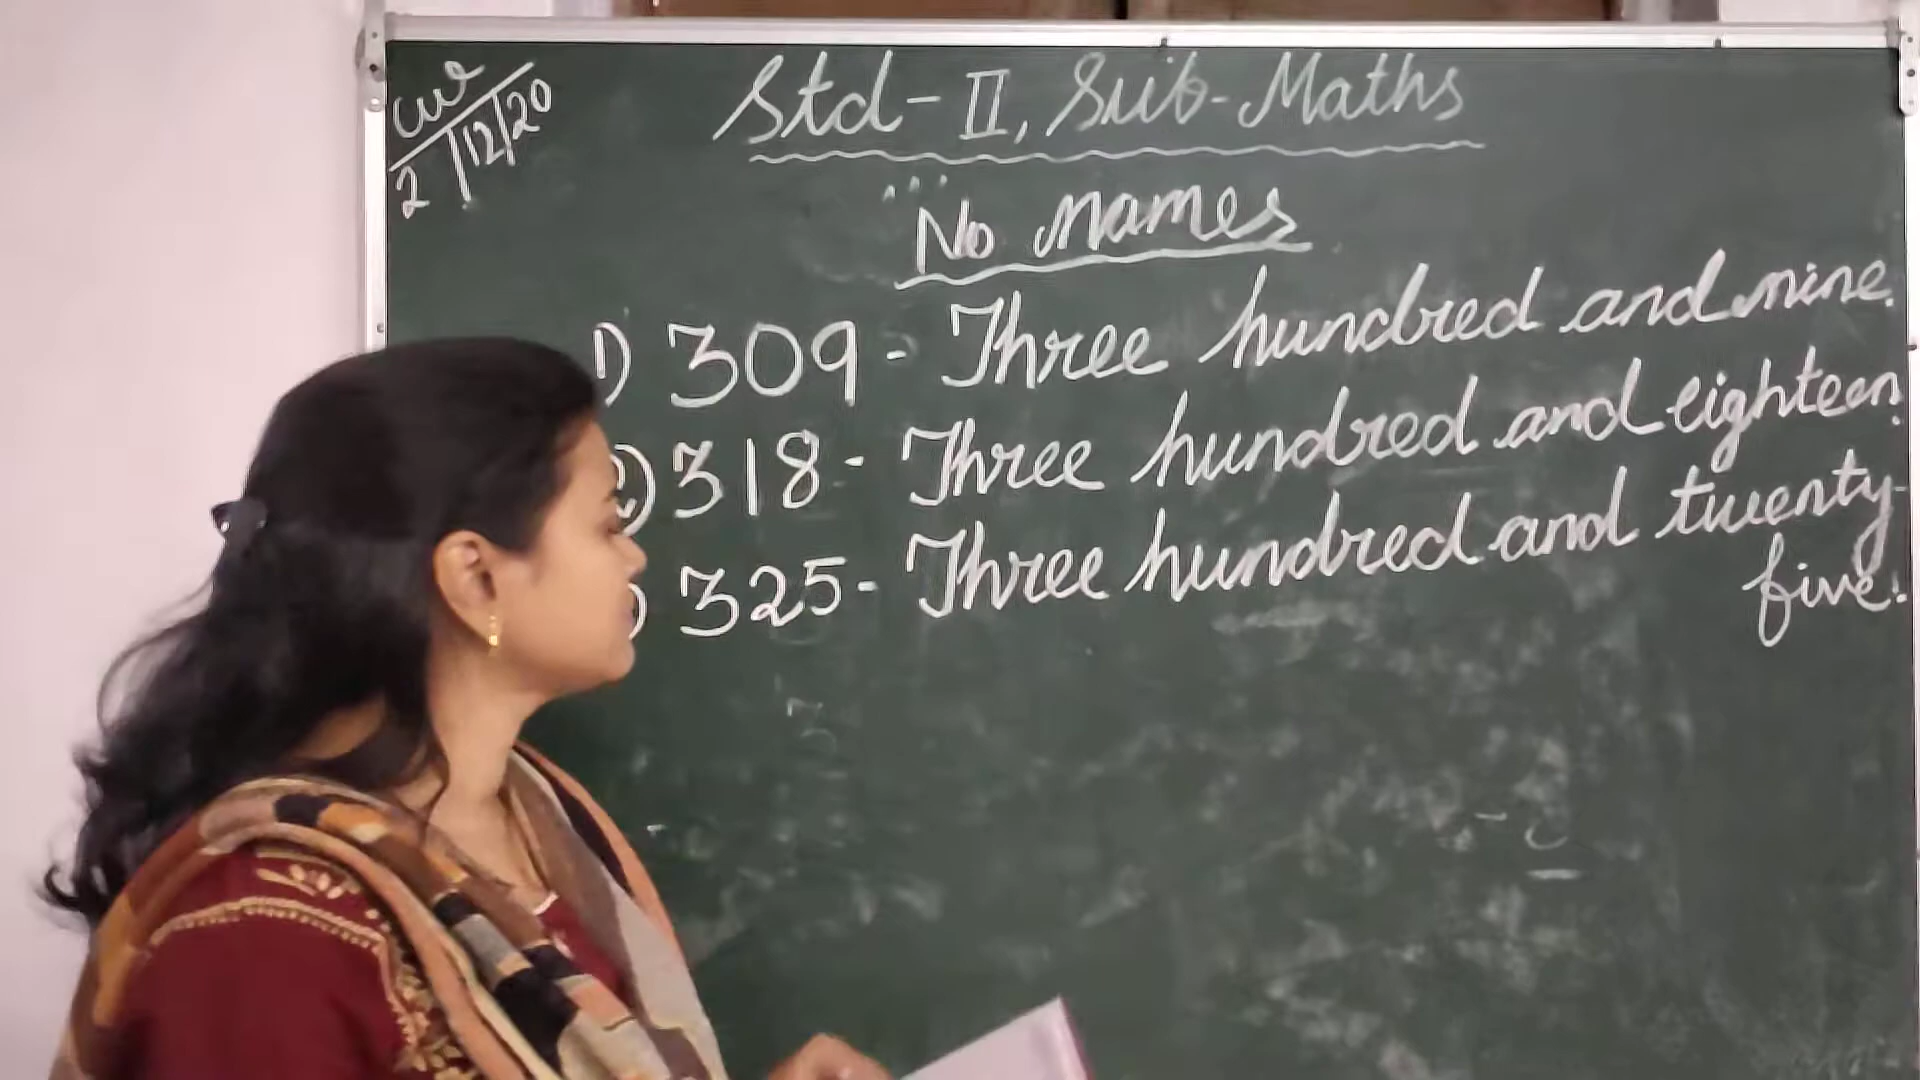 CW
2/12/20
Std-II, Sub-Maths
No Names
1) 309 - Three hundred and nine.
2) 318 - Three hundred and eighteen.
) 325 - Three hundred and twenty-
five.